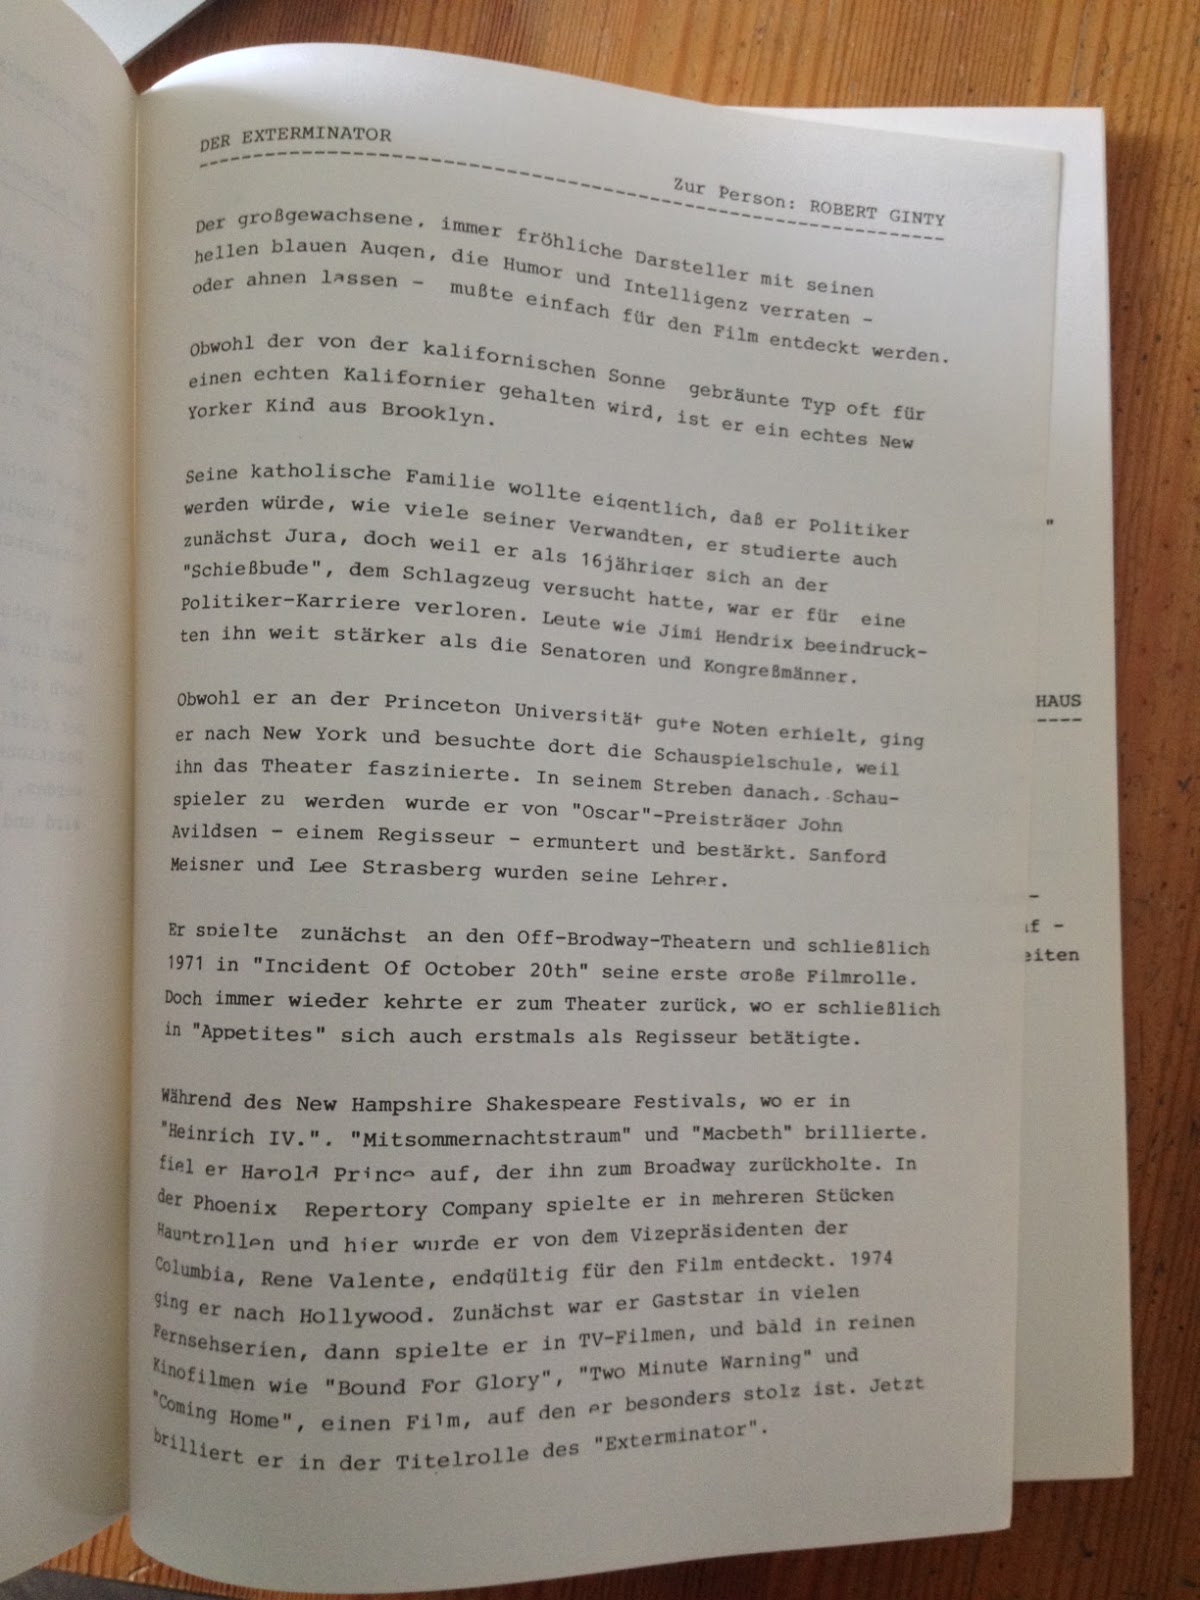 DER EXTERMINATOR
Zur Person: ROBERT GINTY
Der großgewachsene, immer fröhliche Darsteller mit seinen
hellen blauen Augen, die Humor und Intelligenz verraten -
oder ahnen lassen - mußte einfach für den Film entdeckt werden.
Obwohl der von der kalifornischen Sonne gebräunte Typ oft für
einen echten Kalifornier gehalten wird, ist er ein echtes New
Yorker Kind aus Brooklyn.
Seine katholische Familie wollte eigentlich, daß er Politiker
werden würde, wie viele seiner Verwandten, er studierte auch
zunächst Jura, doch weil er als 16jähriger sich an der
"Schießbude", dem Schlagzeug versucht hatte, war er für eine
Politiker-Karriere verloren. Leute wie Jimi Hendrix beeindruck-
ten ihn weit stärker als die Senatoren und Kongreßmänner.
Obwohl er an der Princeton Universität gute Noten erhielt, ging
er nach New York und besuchte dort die Schauspielschule, weil
ihn das Theater faszinierte. In seinem Streben danach, Schau-
spieler zu werden wurde er von "Oscar"-Preisträger John
Avildsen - einem Regisseur - ermuntert und bestärkt. Sanford
Meisner und Lee Strasberg wurden seine Lehrer.
Er spielte zunächst an den Off-Brodway-Theatern und schließlich
1971 in "Incident Of October 20th" seine erste große Filmrolle.
Doch immer wieder kehrte er zum Theater zurück, wo er schließlich
in "Appetites" sich auch erstmals als Regisseur betätigte.
Während des New Hampshire Shakespeare Festivals, wo er in
"Heinrich IV.", "Mitsommernachtstraum" und "Macbeth" brillierte.
fiel er Harold Prince auf, der ihn zum Broadway zurückholte. In
der Phoenix Repertory Company spielte er in mehreren Stücken
Hauptrollen und hier wurde er von dem Vizepräsidenten der
Columbia, Rene Valente, endgültig für den Film entdeckt. 1974
ging er nach Hollywood. Zunächst war er Gaststar in vielen
Fernsehserien, dann spielte er in TV-Filmen, und bald in reinen
Kinofilmen wie "Bound For Glory", "Two Minute Warning" und
"Coming Home", einen Film, auf den er besonders stolz ist. Jetzt
brilliert er in der Titelrolle des "Exterminator".
"
HAUS
-
f -
eiten